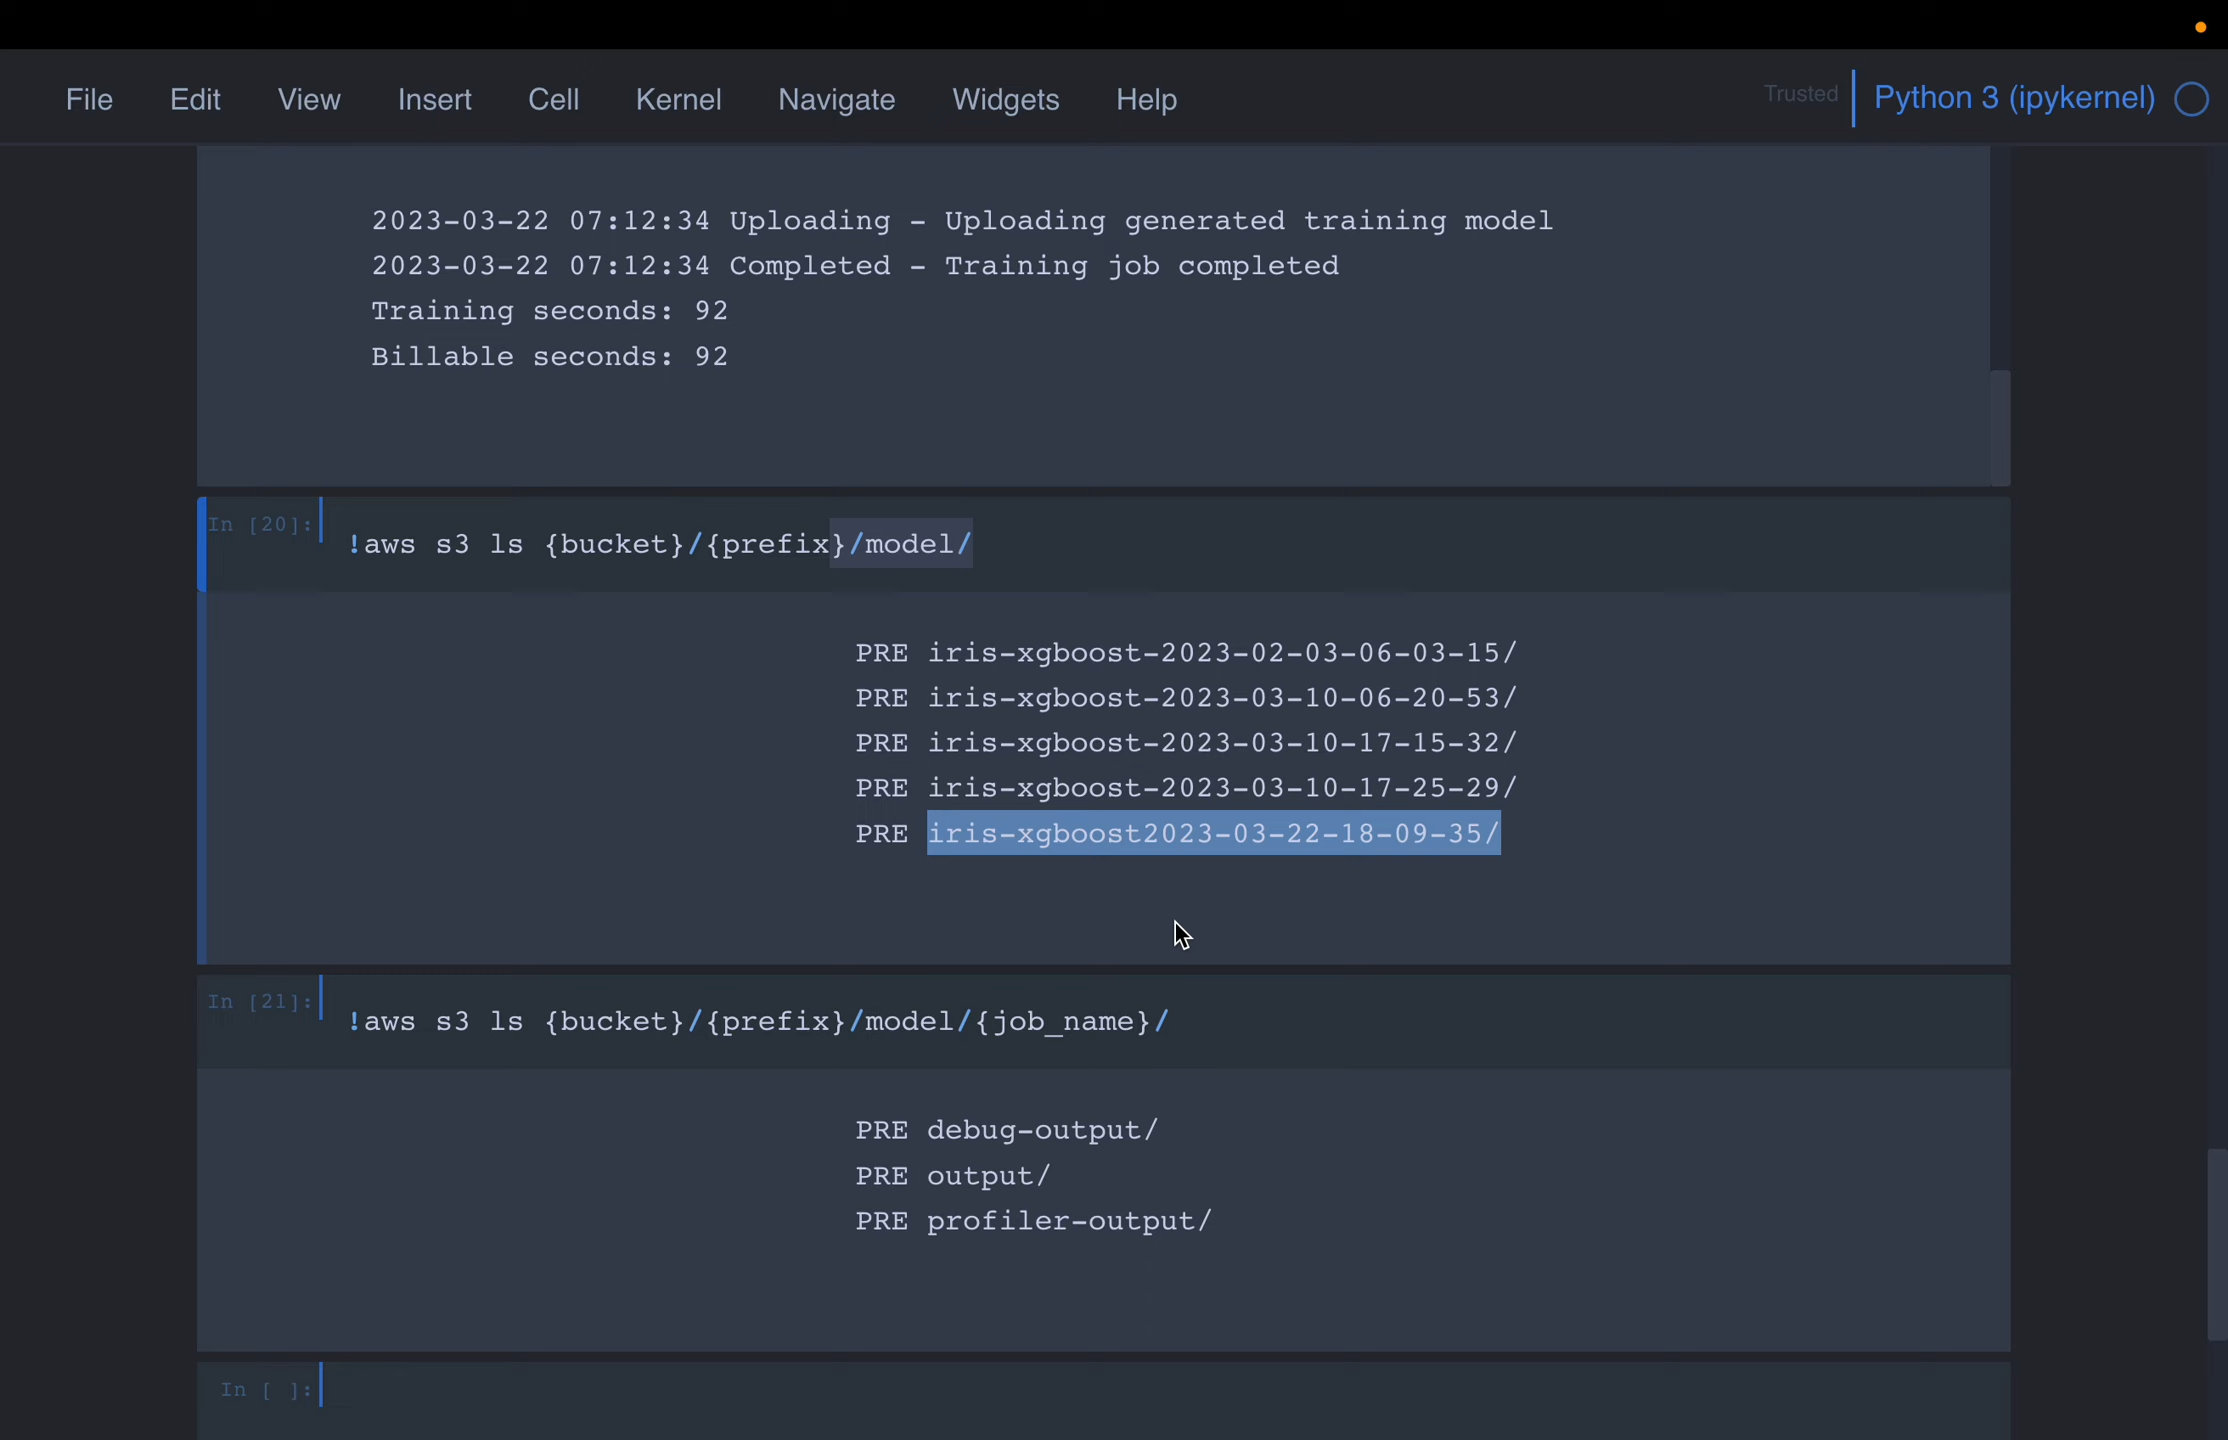 File Edit View Insert Cell Kernel Navigate Widgets Help Trusted Python 3 (ipykernel)
2023-03-22 07:12:34 Uploading - Uploading generated training model
2023-03-22 07:12:34 Completed - Training job completed
Training seconds: 92
Billable seconds: 92
In [20]: !aws s3 ls {bucket}/{prefix}/model/
PRE iris-xgboost-2023-02-03-06-03-15/
PRE iris-xgboost-2023-03-10-06-20-53/
PRE iris-xgboost-2023-03-10-17-15-32/
PRE iris-xgboost-2023-03-10-17-25-29/
PRE iris-xgboost2023-03-22-18-09-35/
In [21]: !aws s3 ls {bucket}/{prefix}/model/{job_name}/
PRE debug-output/
PRE output/
PRE profiler-output/
In [ ]: